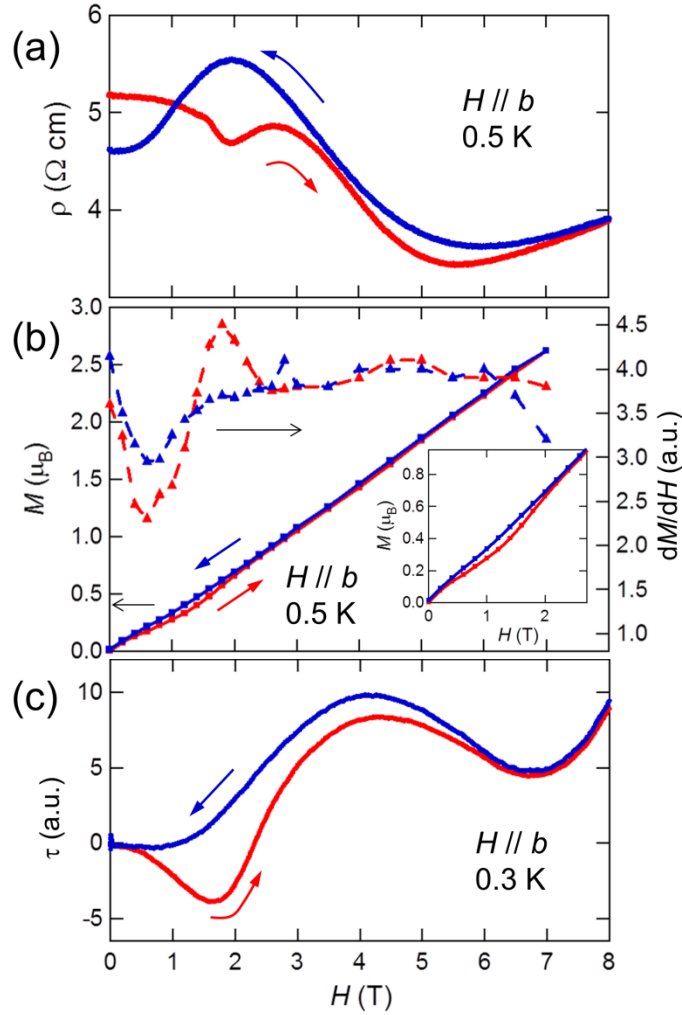 (a)
6
5
4
ρ (Ω cm)
H // b
0.5 K
(b)
3.0
2.5
2.0
1.5
1.0
0.5
0.0
M (μB)
4.5
4.0
3.5
3.0
2.5
2.0
1.5
1.0
dM/dH (a.u.)
H // b
0.5 K
0.8
0.6
0.4
0.2
0.0
M (μB)
0
1
2
H (T)
(c)
10
5
0
-5
τ (a.u.)
H // b
0.3 K
0 1 2 3 4 5 6 7 8
H (T)